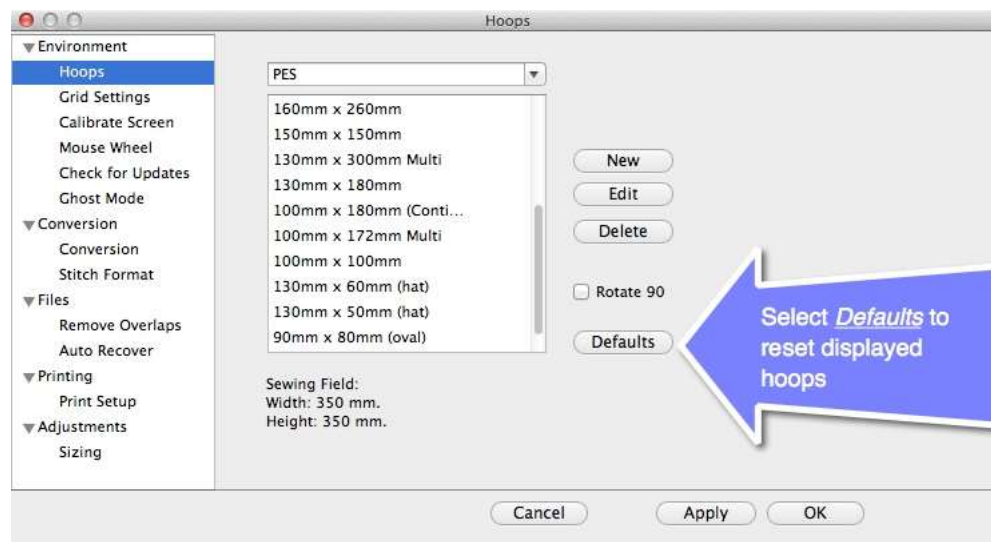 Hoops
Environment
Hoops
Grid Settings
Calibrate Screen
Mouse Wheel
Check for Updates
Ghost Mode
Conversion
Conversion
Stitch Format
Files
Remove Overlaps
Auto Recover
Printing
Print Setup
Adjustments
Sizing
PES
160mm x 260mm
150mm x 150mm
130mm x 300mm Multi
130mm x 180mm
100mm x 180mm (Conti...
100mm x 172mm Multi
100mm x 100mm
130mm x 60mm (hat)
130mm x 50mm (hat)
90mm x 80mm (oval)
Sewing Field:
Width: 350 mm.
Height: 350 mm.
New
Edit
Delete
Rotate 90
Defaults
Select Defaults to
reset displayed
hoops
Cancel
Apply
OK